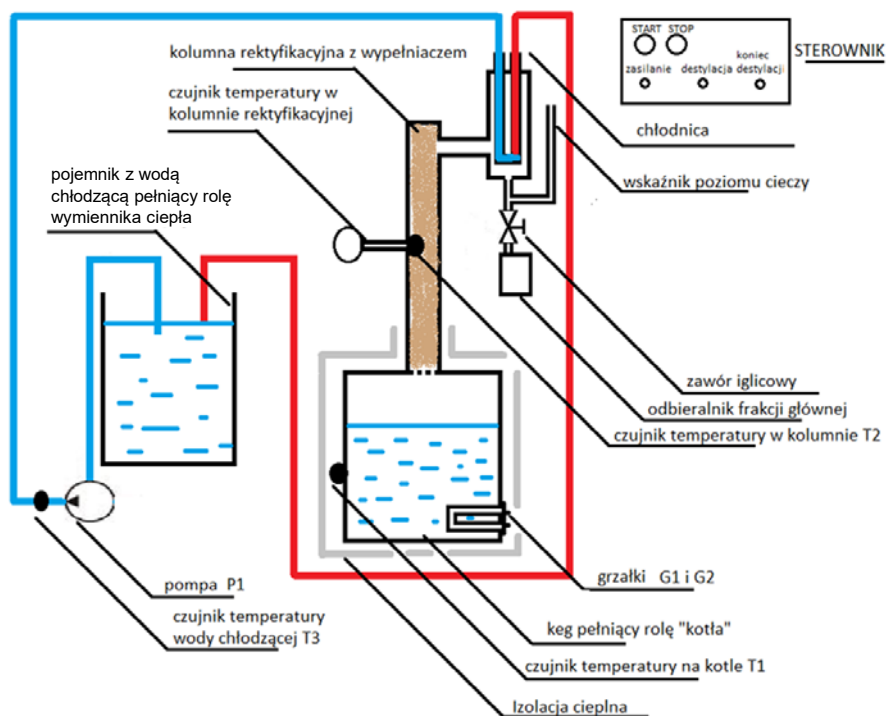 kolumna rektyfikacyjna z wypełniaczem
czujnik temperatury w
kolumnie rektyfikacyjnej
pojemnik z wodą
chłodzącą pełniący rolę
wymiennika ciepła
START STOP
STEROWNIK
zasilanie destylacja koniec
destylacji
chłodnica
wskaźnik poziomu cieczy
zawór iglicowy
odbieralnik frakcji głównej
czujnik temperatury w kolumnie T2
grzałki G1 i G2
pompa P1
czujnik temperatury
wody chłodzącej T3
keg pełniący rolę "kotła"
czujnik temperatury na kotle T1
Izolacja cieplna